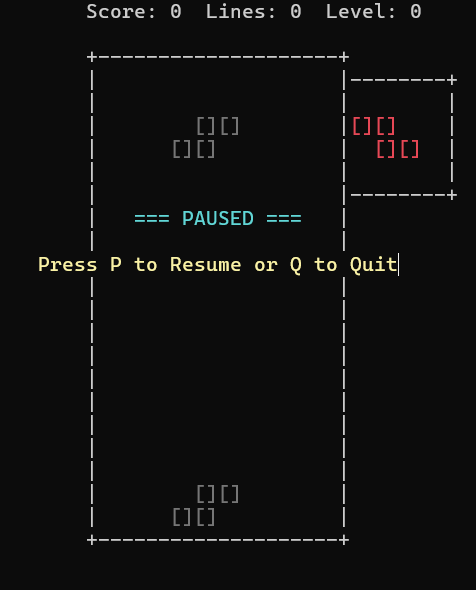 Score: 0  Lines: 0  Level: 0
=== PAUSED ===
Press P to Resume or Q to Quit